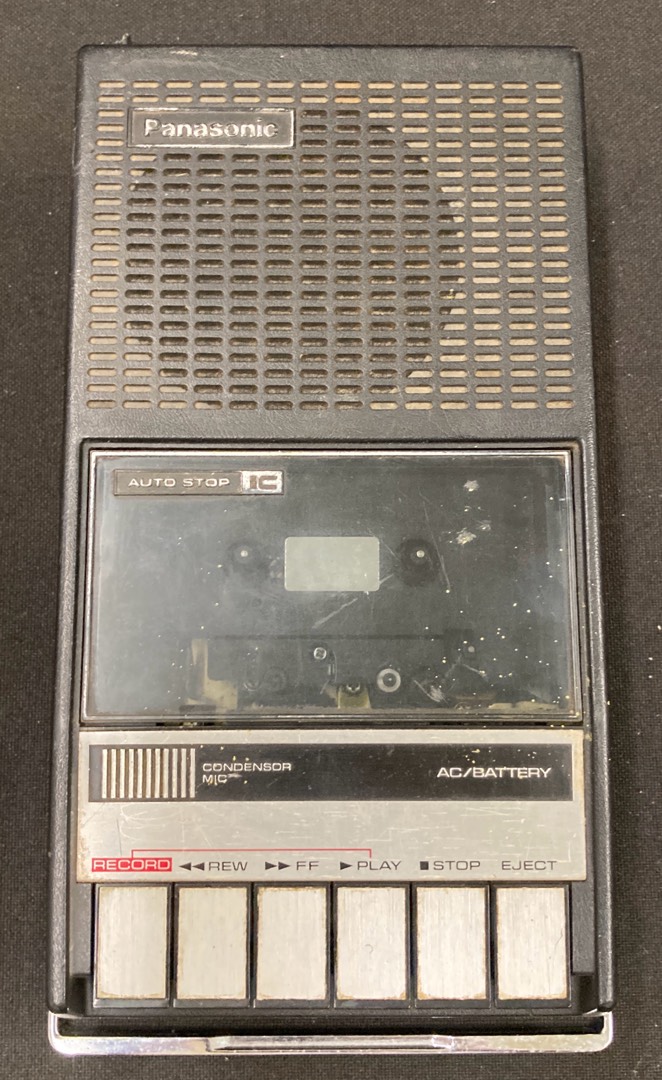 Panasonic
AUTO STOP IC
CONDENSOR
MIC
AC/BATTERY
RECORD ◀◀ REW ▶▶ FF ▶ PLAY ■ STOP EJECT